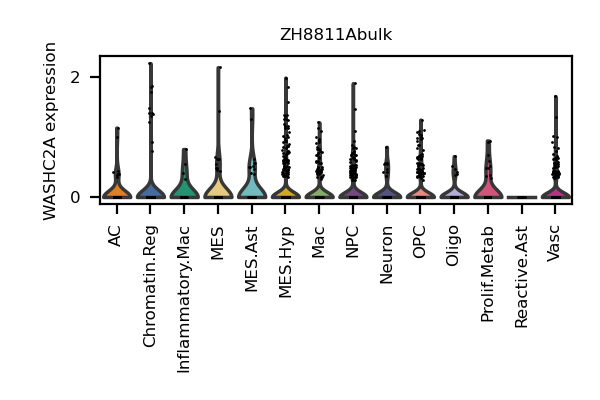 ZH8811Abulk
WASHC2A expression
2
0
AC
Chromatin.Reg
Inflammatory.Mac
MES
MES.Ast
MES.Hyp
Mac
NPC
Neuron
OPC
Oligo
Prolif.Metab
Reactive.Ast
Vasc